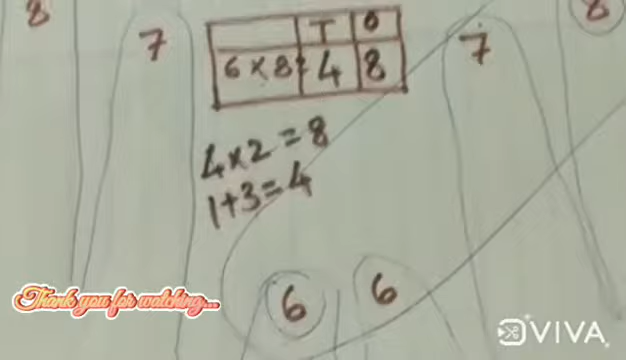 8
7
T O
6 × 8 = 4 8
4×2=8
1+3=4
7
8
6
6
Thank you for watching...
VIVA